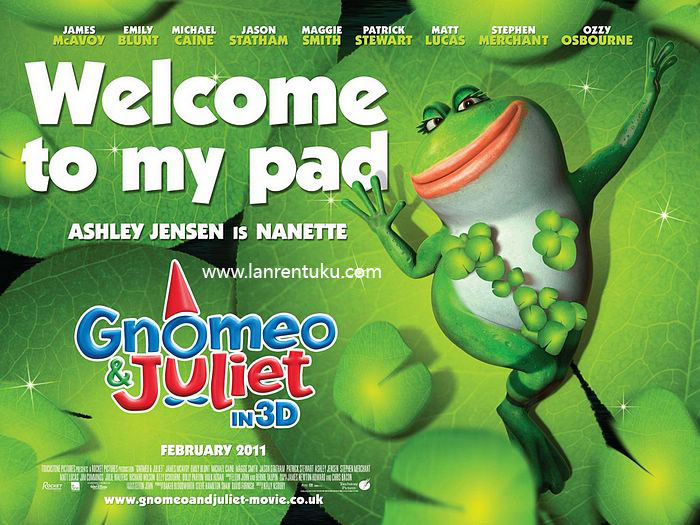 JAMES McAVOY EMILY BLUNT MICHAEL CAINE JASON STATHAM MAGGIE SMITH PATRICK STEWART MATT LUCAS STEPHEN MERCHANT OZZY OSBOURNE
Welcome
to my pad
ASHLEY JENSEN IS NANETTE
www.lanrentuku.com
Gnomeo
& Juliet
IN 3D
FEBRUARY 2011
www.gnomeoandjuliet-movie.co.uk